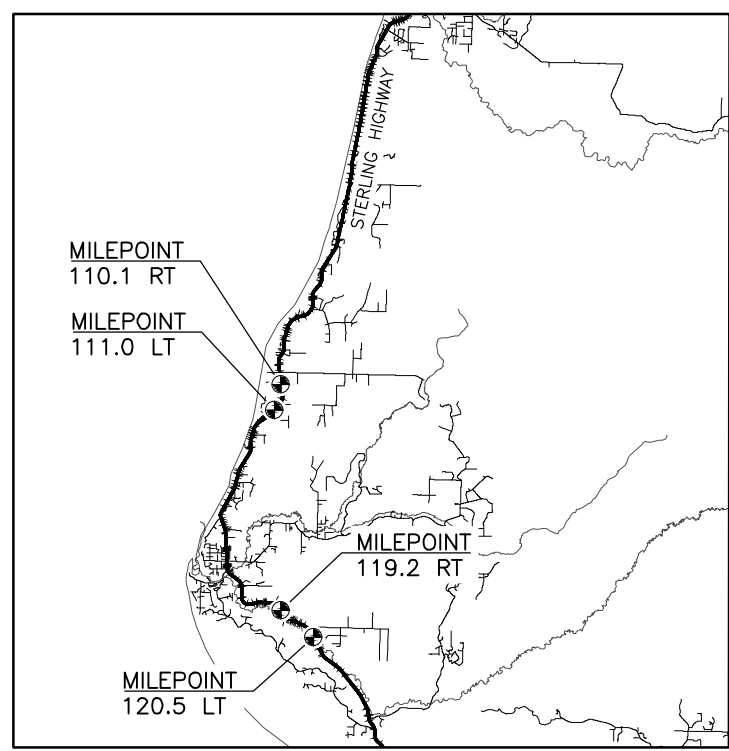 STERLING HIGHWAY
MILEPOINT
110.1 RT
MILEPOINT
111.0 LT
MILEPOINT
119.2 RT
MILEPOINT
120.5 LT